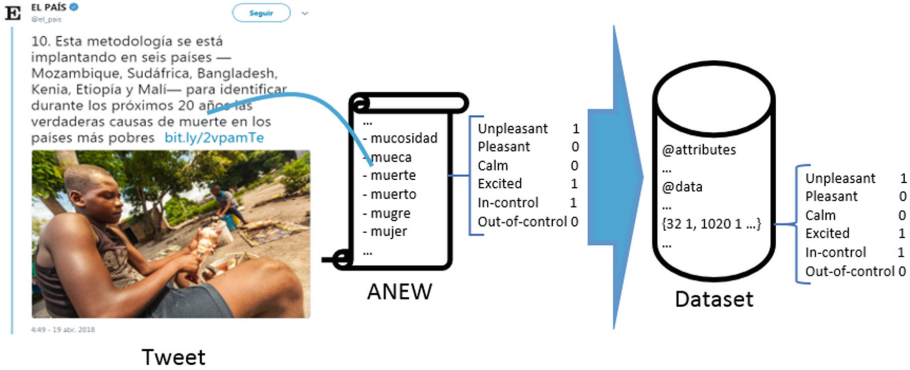 EL PAÍS
@el_pais
Seguir
10. Esta metodología se está
implantando en seis países —
Mozambique, Sudáfrica, Bangladesh,
Kenia, Etiopía y Malí— para identificar
durante los próximos 20 años las
verdaderas causas de muerte en los
países más pobres bit.ly/2vpamTe
4:49 - 19 abr. 2018
Tweet
...
- mucosidad
- mueca
- muerte
- muerto
- mugre
- mujer
...
ANEW
Unpleasant 1
Pleasant 0
Calm 0
Excited 1
In-control 1
Out-of-control 0
@attributes
...
@data
...
{32 1, 1020 1 ...}
...
Dataset
Unpleasant 1
Pleasant 0
Calm 0
Excited 1
In-control 1
Out-of-control 0